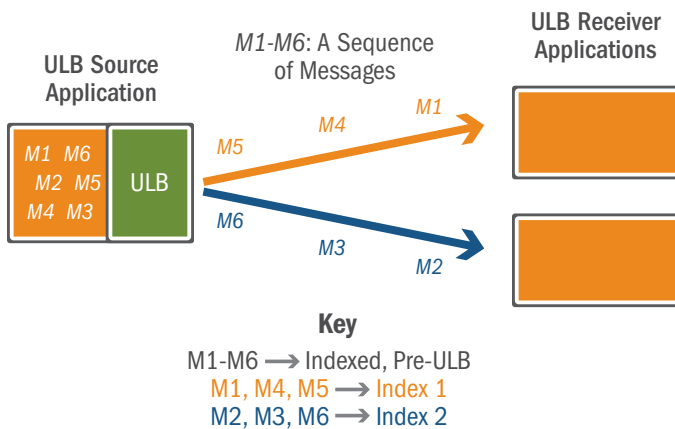 ULB Source
Application
M1-M6: A Sequence
of Messages
ULB Receiver
Applications
M1 M6
M2 M5
M4 M3
ULB
M5
M4
M1
M6
M3
M2
Key
M1-M6 → Indexed, Pre-ULB
M1, M4, M5 → Index 1
M2, M3, M6 → Index 2